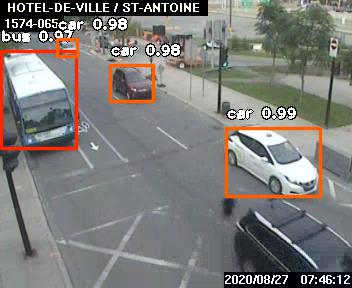 HOTEL-DE-VILLE / ST-ANTOINE
1574-065
car 0.98
bus 0.97
car 0.98
car 0.99
2020/08/27 07:46:12